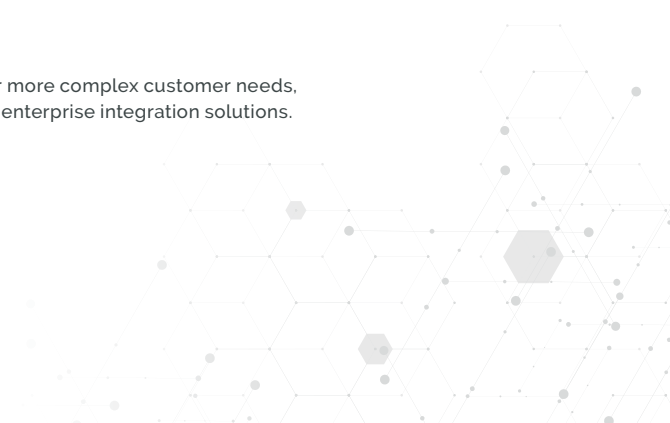 more complex customer needs,
enterprise integration solutions.